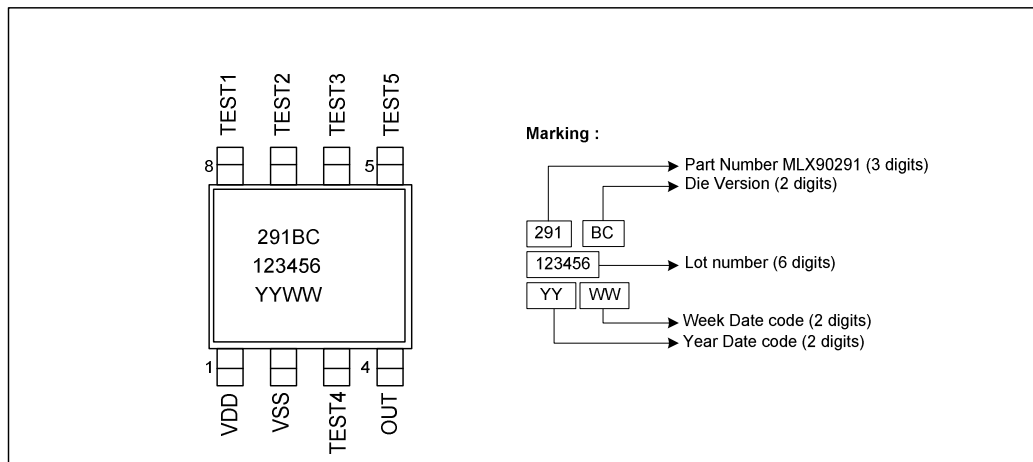 TEST1
TEST2
TEST3
TEST5
8
5
291BC
123456
YYWW
1
4
VDD
VSS
TEST4
OUT
Marking :
Part Number MLX90291 (3 digits)
Die Version (2 digits)
291
BC
123456
Lot number (6 digits)
YY
WW
Week Date code (2 digits)
Year Date code (2 digits)